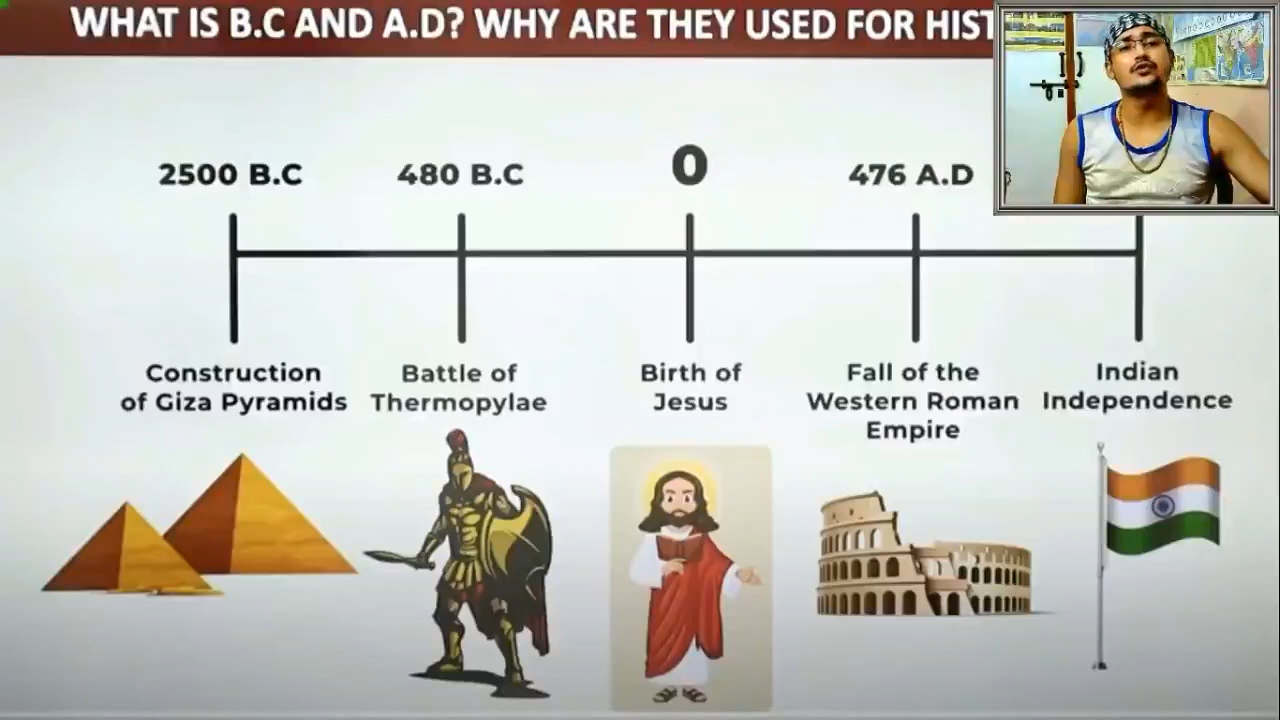 WHAT IS B.C AND A.D? WHY ARE THEY USED FOR
2500 B.C
480 B.C
0
476 A.D
Construction
of Giza Pyramids
Battle of
Thermopylae
Birth of
Jesus
Fall of the
Western Roman
Empire
Indian
Independence